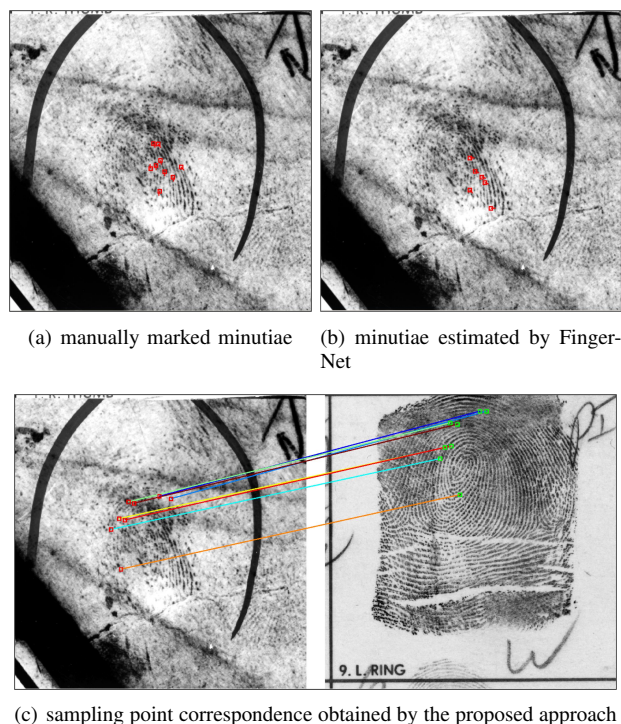 (a) manually marked minutiae
(b) minutiae estimated by Finger-
Net
9. L. RING
W
(c) sampling point correspondence obtained by the proposed approach